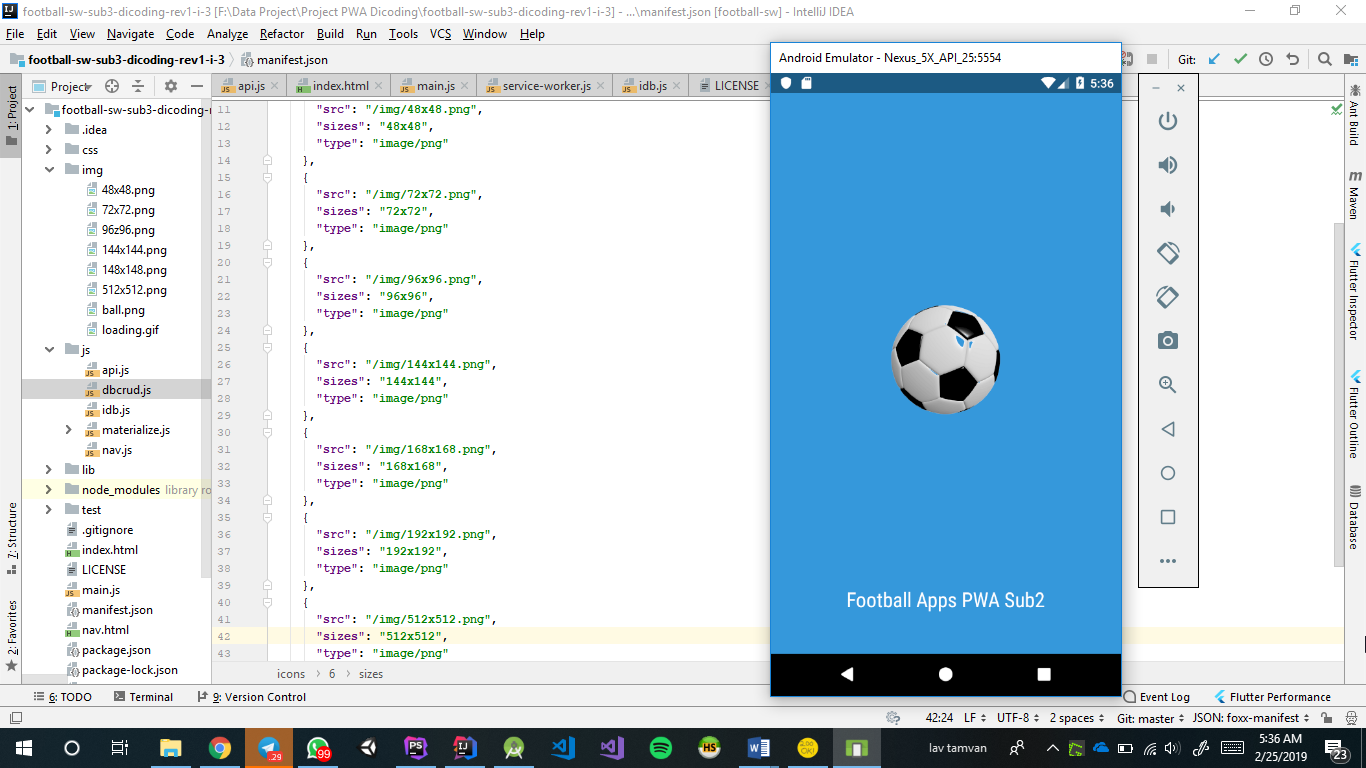 football-sw-sub3-dicoding-rev1-i-3 [F:\Data Project\Project PWA Dicoding\football-sw-sub3-dicoding-rev1-i-3] - ...\manifest.json [football-sw] - IntelliJ IDEA
File Edit View Navigate Code Analyze Refactor Build Run Tools VCS Window Help
football-sw-sub3-dicoding-rev1-i-3 manifest.json
Git:
Project
api.js index.html main.js service-worker.js idb.js LICENSE
1: Project
7: Structure
2: Favorites
football-sw-sub3-dicoding-r
.idea
css
img
48x48.png
72x72.png
96z96.png
144x144.png
148x148.png
512x512.png
ball.png
loading.gif
js
api.js
dbcrud.js
idb.js
materialize.js
nav.js
lib
node_modules library ro
test
.gitignore
index.html
LICENSE
main.js
manifest.json
nav.html
package.json
package-lock.json
11 "src": "/img/48x48.png",
12 "sizes": "48x48",
13 "type": "image/png"
14 },
15 {
16 "src": "/img/72x72.png",
17 "sizes": "72x72",
18 "type": "image/png"
19 },
20 {
21 "src": "/img/96x96.png",
22 "sizes": "96x96",
23 "type": "image/png"
24 },
25 {
26 "src": "/img/144x144.png",
27 "sizes": "144x144",
28 "type": "image/png"
29 },
30 {
31 "src": "/img/168x168.png",
32 "sizes": "168x168",
33 "type": "image/png"
34 },
35 {
36 "src": "/img/192x192.png",
37 "sizes": "192x192",
38 "type": "image/png"
39 },
40 {
41 "src": "/img/512x512.png",
42 "sizes": "512x512",
43 "type": "image/png"
icons 6 sizes
Android Emulator - Nexus_5X_API_25:5554
5:36
Football Apps PWA Sub2
Ant Build
Maven
Flutter Inspector
Flutter Outline
Database
6: TODO Terminal 9: Version Control Event Log Flutter Performance
42:24 LF UTF-8 2 spaces Git: master JSON: foxx-manifest
.29 99 PS IJ HS W lav tamvan 5:36 AM
2/25/2019 23